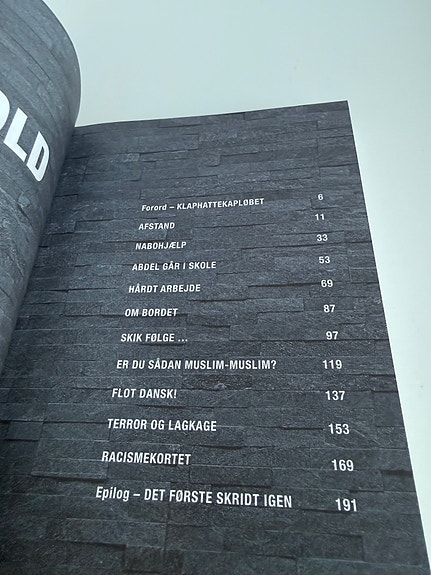 OLD
Forord – KLAPHATTEKAPLØBET 6
AFSTAND 11
NABOHJÆLP 33
ABDEL GÅR I SKOLE 53
HÅRDT ARBEJDE 69
OM BORDET 87
SKIK FØLGE ... 97
ER DU SÅDAN MUSLIM-MUSLIM? 119
FLOT DANSK! 137
TERROR OG LAGKAGE 153
RACISMEKORTET 169
Epilog – DET FØRSTE SKRIDT IGEN 191